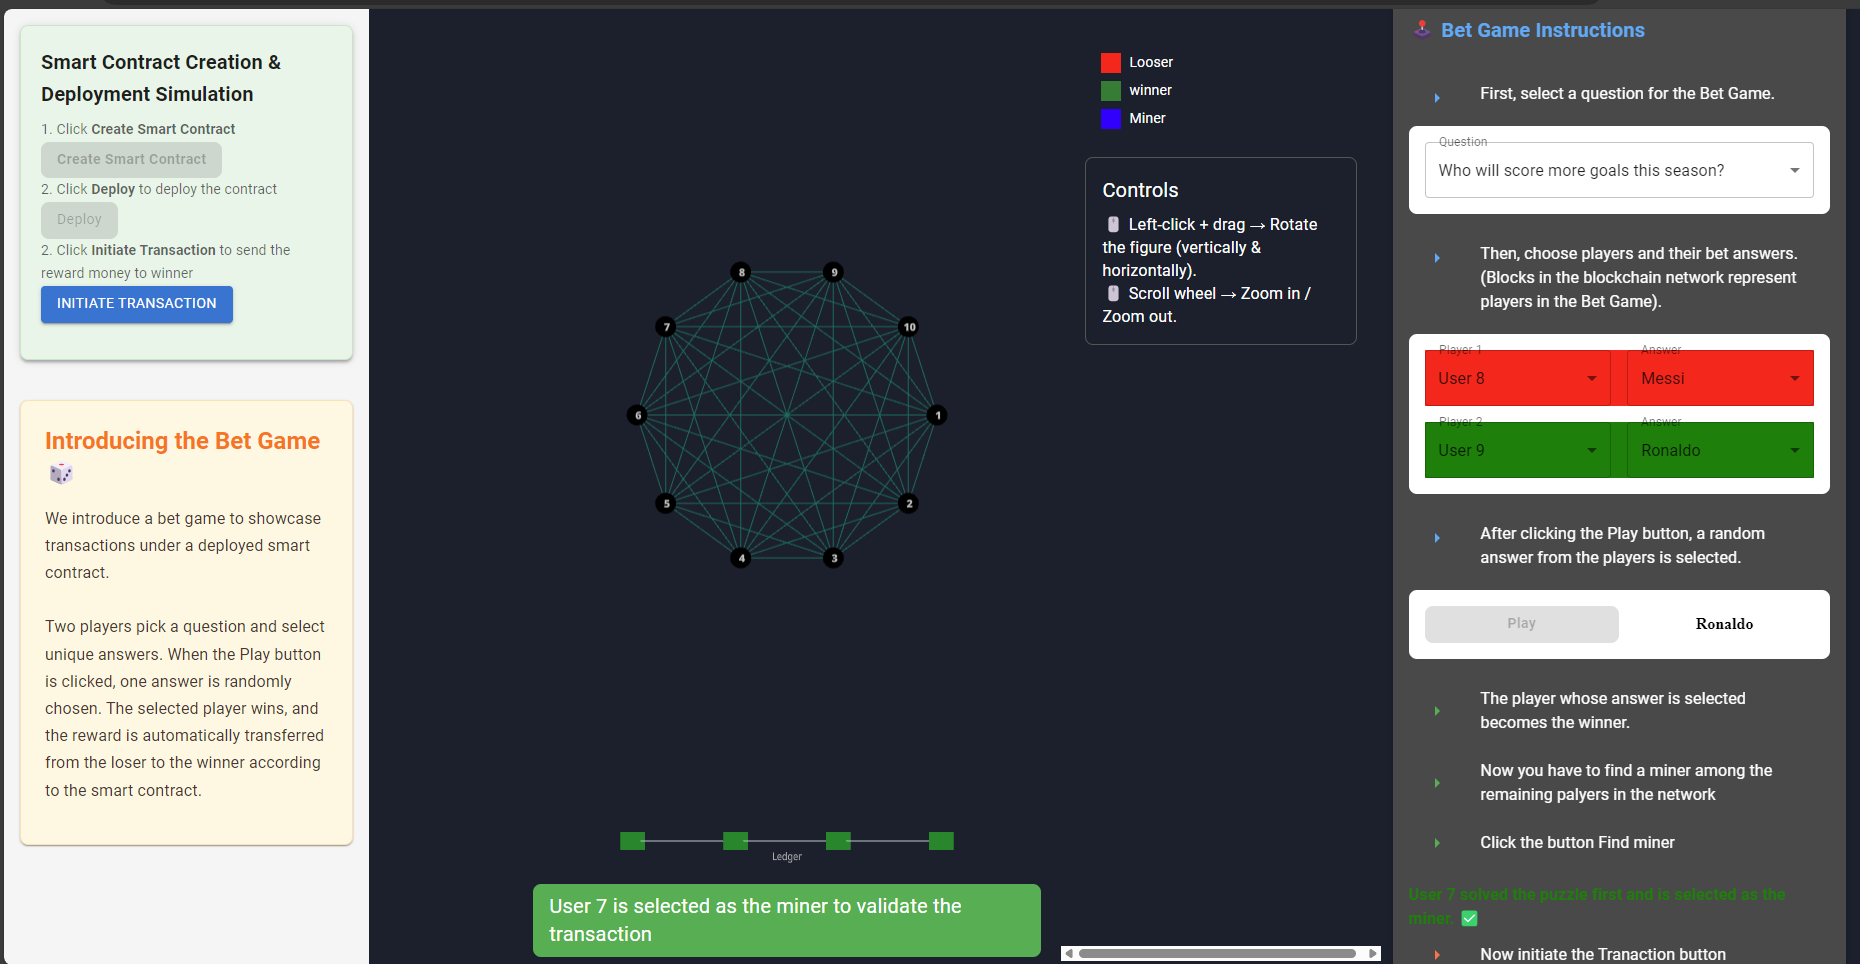 Smart Contract Creation &
Deployment Simulation
1. Click Create Smart Contract
Create Smart Contract
2. Click Deploy to deploy the contract
Deploy
2. Click Initiate Transaction to send the
reward money to winner
INITIATE TRANSACTION
Introducing the Bet Game
We introduce a bet game to showcase
transactions under a deployed smart
contract.
Two players pick a question and select
unique answers. When the Play button
is clicked, one answer is randomly
chosen. The selected player wins, and
the reward is automatically transferred
from the loser to the winner according
to the smart contract.
Looser
winner
Miner
Controls
Left-click + drag → Rotate
the figure (vertically &
horizontally).
Scroll wheel → Zoom in /
Zoom out.
8
9
7
10
6
1
5
2
4
3
Ledger
User 7 is selected as the miner to validate the
transaction
Bet Game Instructions
First, select a question for the Bet Game.
Question
Who will score more goals this season?
Then, choose players and their bet answers.
(Blocks in the blockchain network represent
players in the Bet Game).
Player 1
Answer
User 8
Messi
Player 2
Answer
User 9
Ronaldo
After clicking the Play button, a random
answer from the players is selected.
Play
Ronaldo
The player whose answer is selected
becomes the winner.
Now you have to find a miner among the
remaining palyers in the network
Click the button Find miner
User 7 solved the puzzle first and is selected as the
miner.
Now initiate the Tranaction button